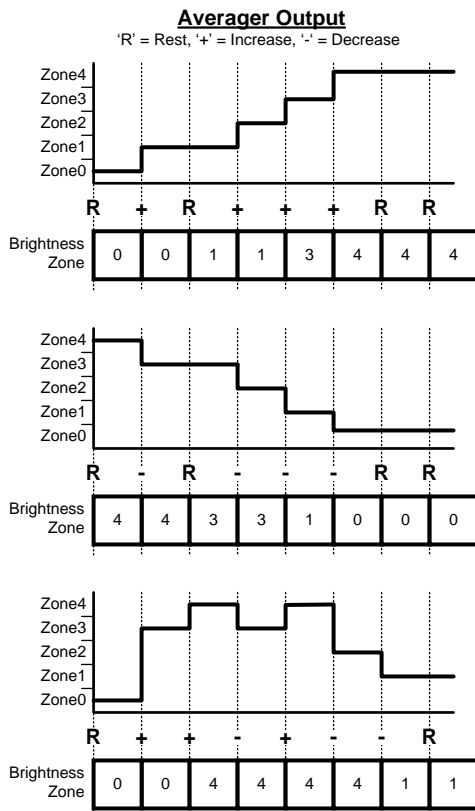 Averager Output
‘R’ = Rest, ‘+’ = Increase, ‘-‘ = Decrease
Zone4
Zone3
Zone2
Zone1
Zone0
R + R + + + R R
Brightness Zone
0 0 1 1 3 4 4 4
Zone4
Zone3
Zone2
Zone1
Zone0
R - R - - - R R
Brightness Zone
4 4 3 3 1 0 0 0
Zone4
Zone3
Zone2
Zone1
Zone0
R + + - + - - R
Brightness Zone
0 0 4 4 4 4 1 1